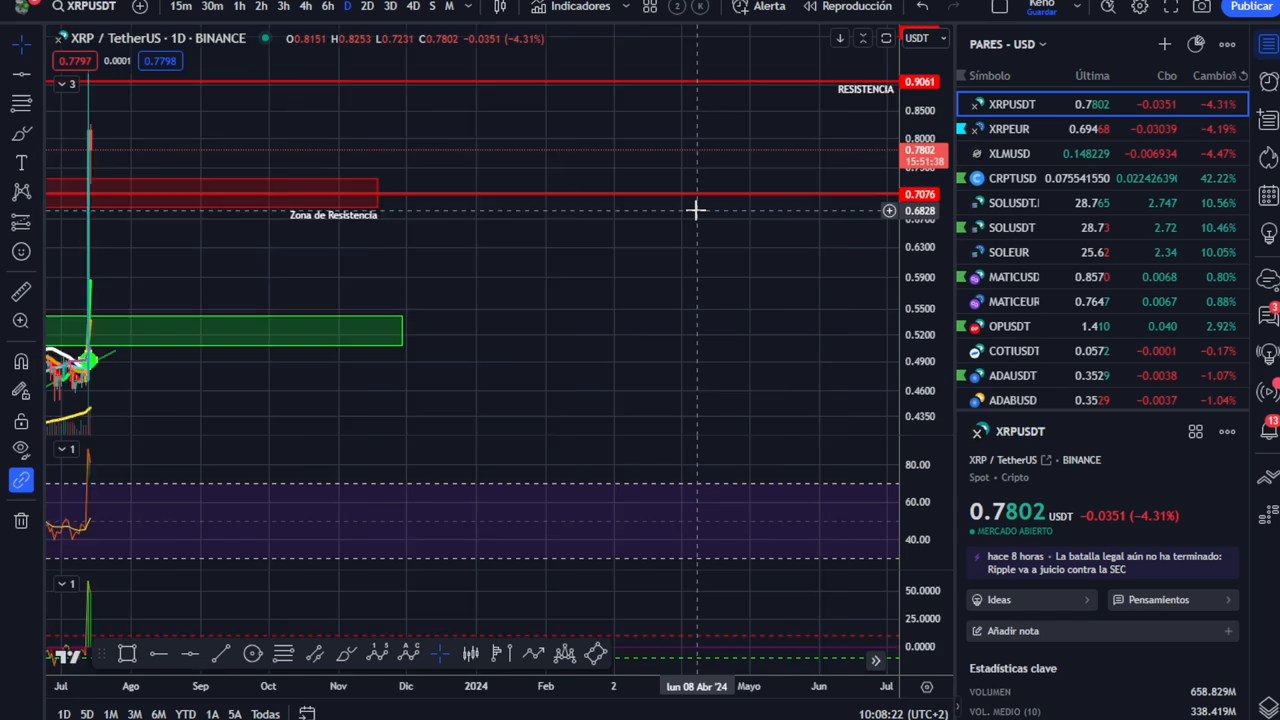 XRPUSDT 15m 30m 1h 2h 3h 4h 6h D 2D 3D 4D S M Indicadores 2 K Alerta Reproducción Keno Guardar Publicar
XRP / TetherUS · 1D · BINANCE O0.8151 H0.8253 L0.7231 C0.7802 −0.0351 (−4.31%)
0.7797 0.0001 0.7798
3
USDT
0.9061
RESISTENCIA
0.8500
0.8000
0.7802
15:51:38
0.7076
0.6828
Zona de Resistencia
0.6300
0.5900
0.5500
0.5200
0.4900
0.4600
0.4350
1
80.00
60.00
40.00
1
50.0000
25.0000
0.0000
Jul Ago Sep Oct Nov Dic 2024 Feb 2 lun 08 Abr '24 Mayo Jun Jul
1D 5D 1M 3M 6M YTD 1A 5A Todas
10:08:22 (UTC+2)
PARES - USD
Símbolo Última Cbo Cambio%
XRPUSDT 0.7802 −0.0351 −4.31%
XRPEUR 0.69468 −0.03039 −4.19%
XLMUSD 0.148229 −0.006934 −4.47%
CRPTUSD 0.075541550 0.02242639 42.22%
SOLUSDT. 28.765 2.747 10.56%
SOLUSDT 28.73 2.72 10.46%
SOLEUR 25.62 2.34 10.05%
MATICUSD 0.8570 0.0068 0.80%
MATICEUR 0.7647 0.0067 0.88%
OPUSDT 1.410 0.040 2.92%
COTIUSDT 0.0572 −0.0001 −0.17%
ADAUSDT 0.3529 −0.0038 −1.07%
ADABUSD 0.3529 −0.0037 −1.04%
XRPUSDT
XRP / TetherUS · BINANCE
Spot · Cripto
0.7802 USDT −0.0351 (−4.31%)
MERCADO ABIERTO
hace 8 horas · La batalla legal aún no ha terminado:
Ripple va a juicio contra la SEC
Ideas Pensamientos
Añadir nota
Estadísticas clave
VOLUMEN 658.829M
VOL. MEDIO (10) 338.419M
3
13